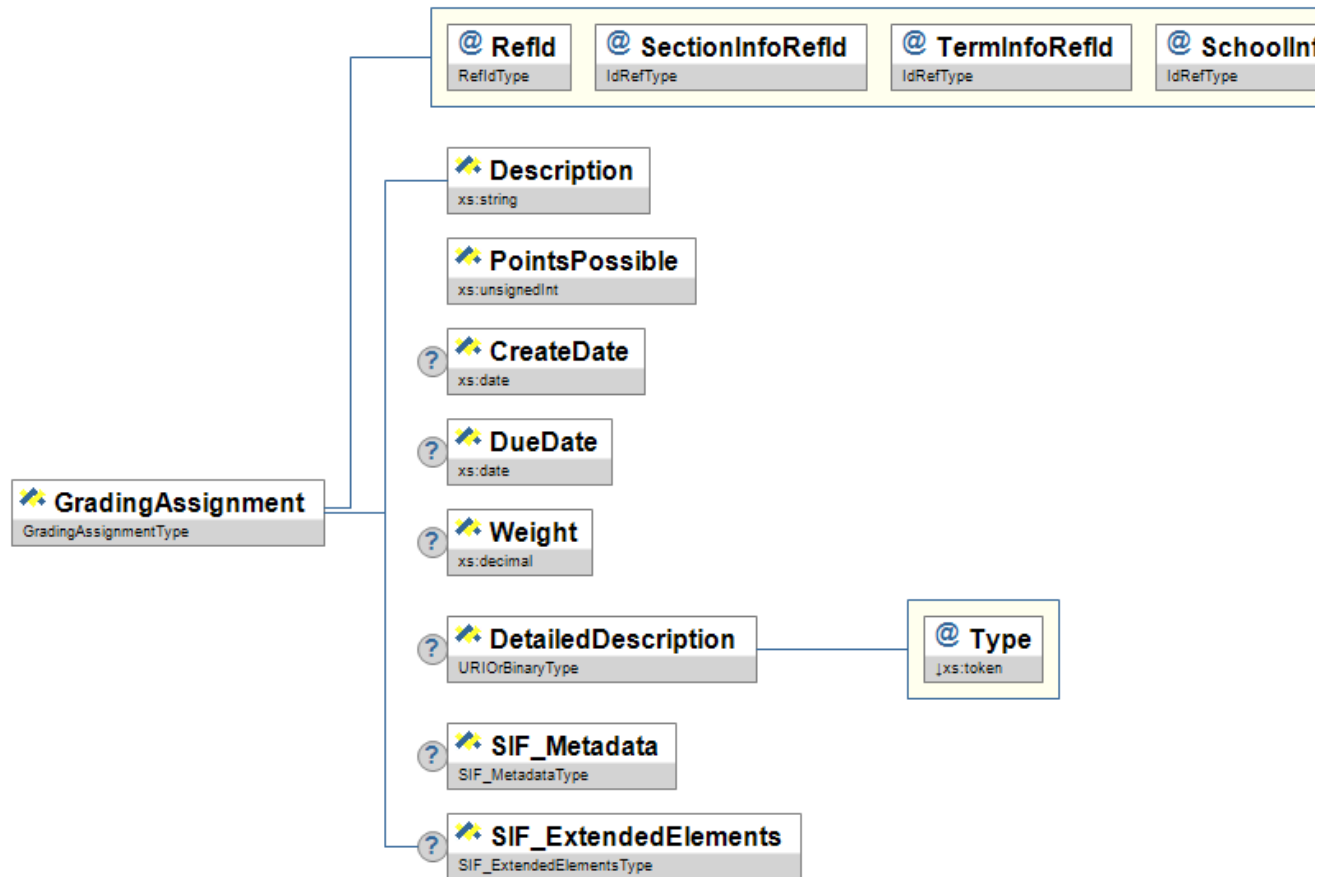 @ RefId @ SectionInfoRefId @ TermInfoRefId @ SchoolInf
RefIdType IdRefType IdRefType IdRefType
Description
xs:string
PointsPossible
xs:unsignedInt
? CreateDate
xs:date
? DueDate
xs:date
GradingAssignment
GradingAssignmentType
? Weight
xs:decimal
? DetailedDescription @ Type
URIOrBinaryType ↓xs:token
? SIF_Metadata
SIF_MetadataType
? SIF_ExtendedElements
SIF_ExtendedElementsType